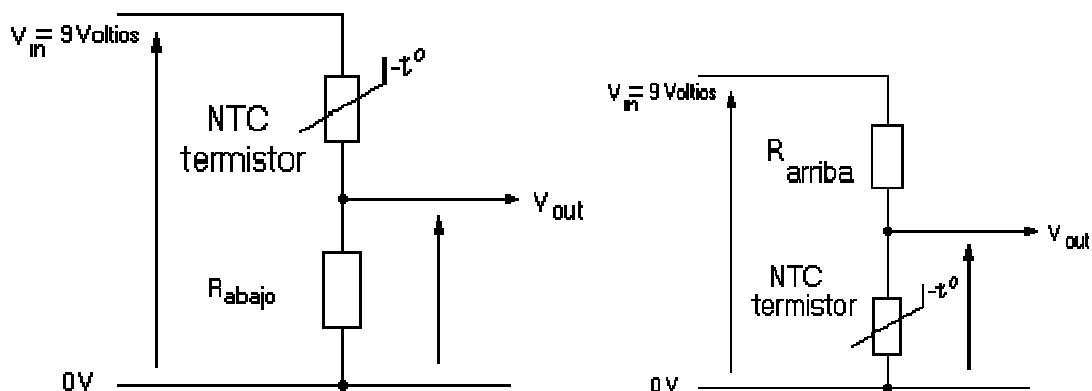 V in = 9 Voltios
-t°
NTC
termistor
V out
R abajo
0V
V in = 9 Voltios
R arriba
V out
NTC
termistor
-t°
0V